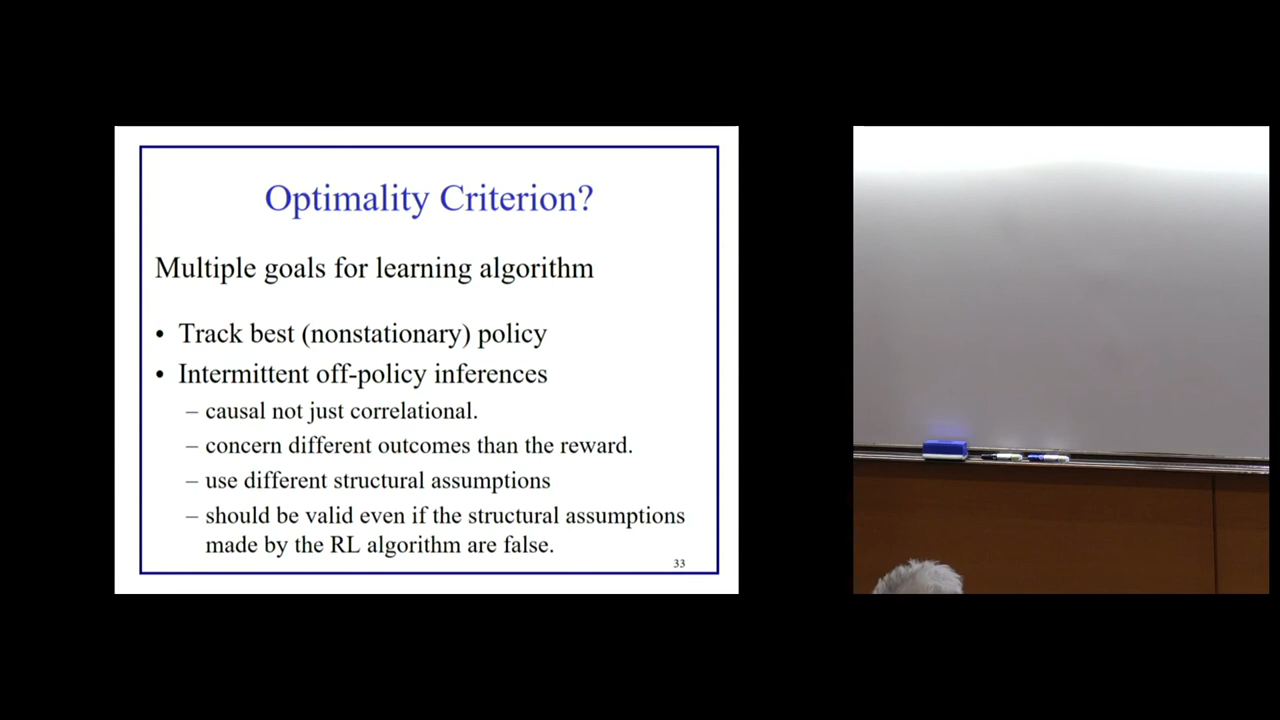 Optimality Criterion?
Multiple goals for learning algorithm
• Track best (nonstationary) policy
• Intermittent off-policy inferences
– causal not just correlational.
– concern different outcomes than the reward.
– use different structural assumptions
– should be valid even if the structural assumptions
made by the RL algorithm are false.
33